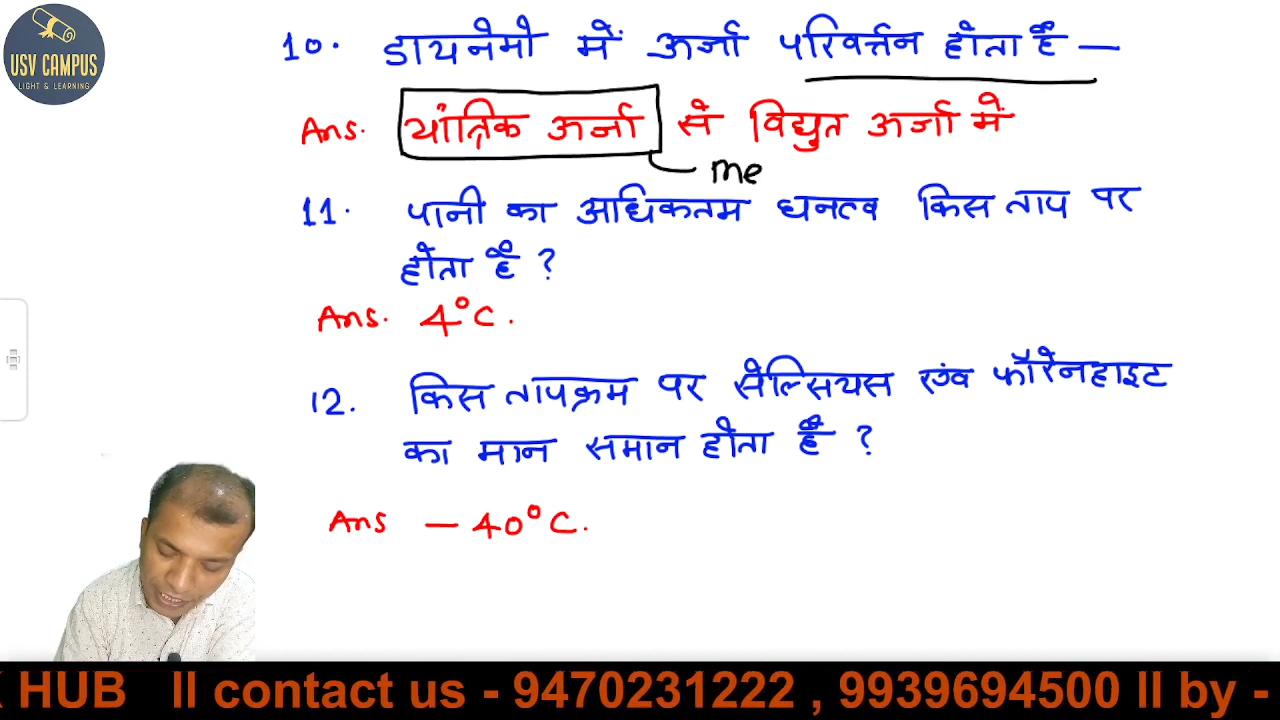 USV CAMPUS
LIGHT & LEARNING
10. डायनेमो में ऊर्जा परिवर्त्तन होता है —
Ans. यांत्रिक ऊर्जा से विद्युत ऊर्जा में
me
11. पानी का अधिकतम घनत्व किस ताप पर
होता है ?
Ans. 4°C.
12. किस तापक्रम पर सेल्सियस एवं फॉरेनहाइट
का मान समान होता है ?
Ans – 40°C.
HUB ll contact us - 9470231222 , 9939694500 ll by -